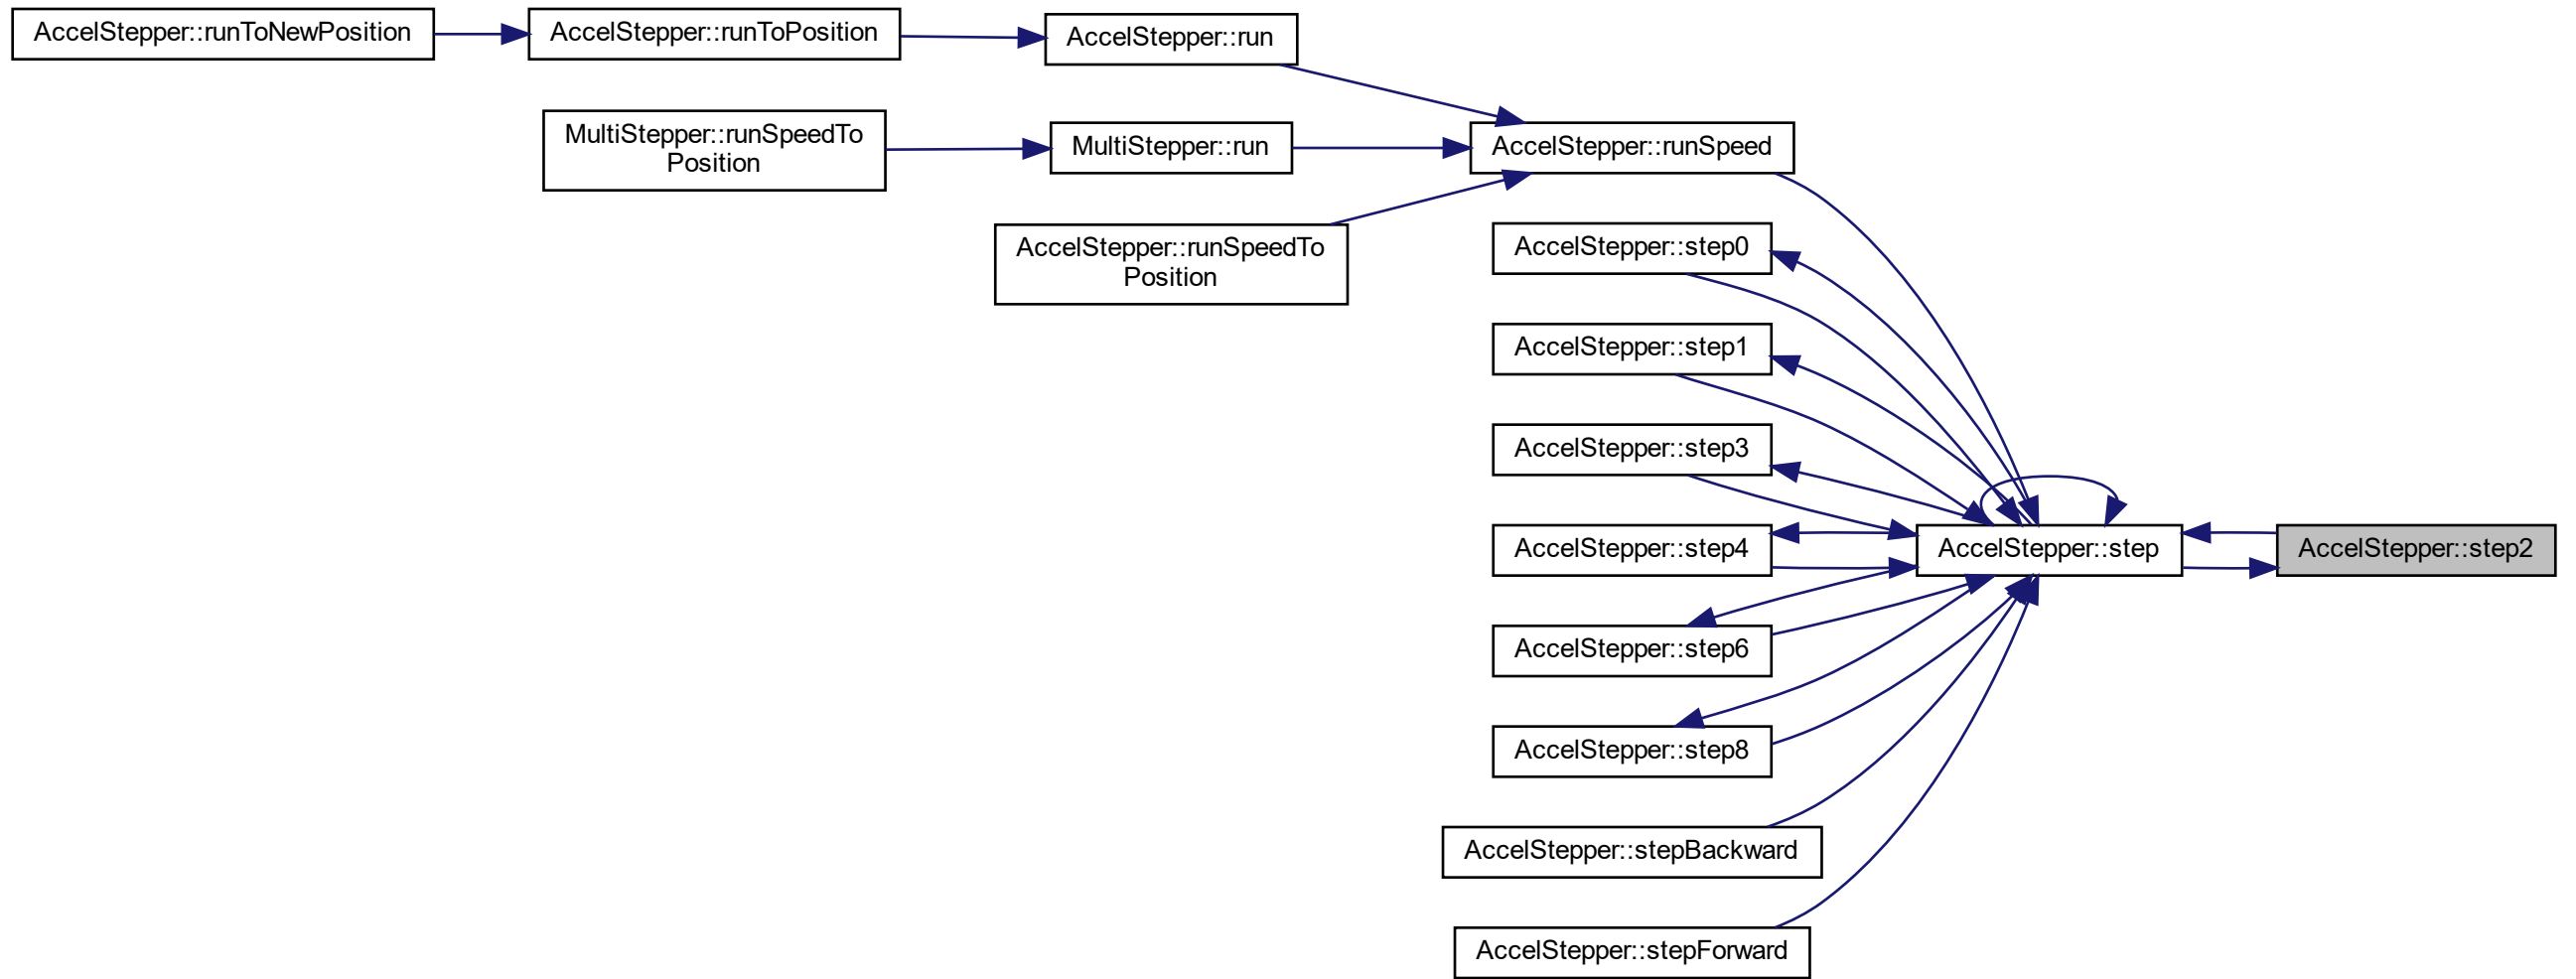 AccelStepper::runToNewPosition
AccelStepper::runToPosition
AccelStepper::run
MultiStepper::runSpeedTo
Position
MultiStepper::run
AccelStepper::runSpeed
AccelStepper::runSpeedTo
Position
AccelStepper::step0
AccelStepper::step1
AccelStepper::step3
AccelStepper::step4
AccelStepper::step
AccelStepper::step2
AccelStepper::step6
AccelStepper::step8
AccelStepper::stepBackward
AccelStepper::stepForward